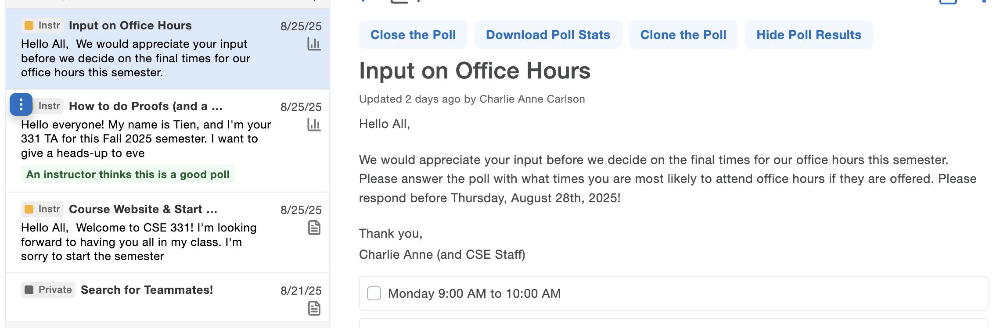 Instr Input on Office Hours 8/25/25
Hello All,  We would appreciate your input
before we decide on the final times for our
office hours this semester.
Instr How to do Proofs (and a ... 8/25/25
Hello everyone! My name is Tien, and I'm your
331 TA for this Fall 2025 semester. I want to
give a heads-up to eve
An instructor thinks this is a good poll
Instr Course Website & Start ... 8/25/25
Hello All,  Welcome to CSE 331! I'm looking
forward to having you all in my class. I'm
sorry to start the semester
Private Search for Teammates! 8/21/25
Close the Poll Download Poll Stats Clone the Poll Hide Poll Results
Input on Office Hours
Updated 2 days ago by Charlie Anne Carlson
Hello All,
We would appreciate your input before we decide on the final times for our office hours this semester.
Please answer the poll with what times you are most likely to attend office hours if they are offered. Please
respond before Thursday, August 28th, 2025!
Thank you,
Charlie Anne (and CSE Staff)
Monday 9:00 AM to 10:00 AM